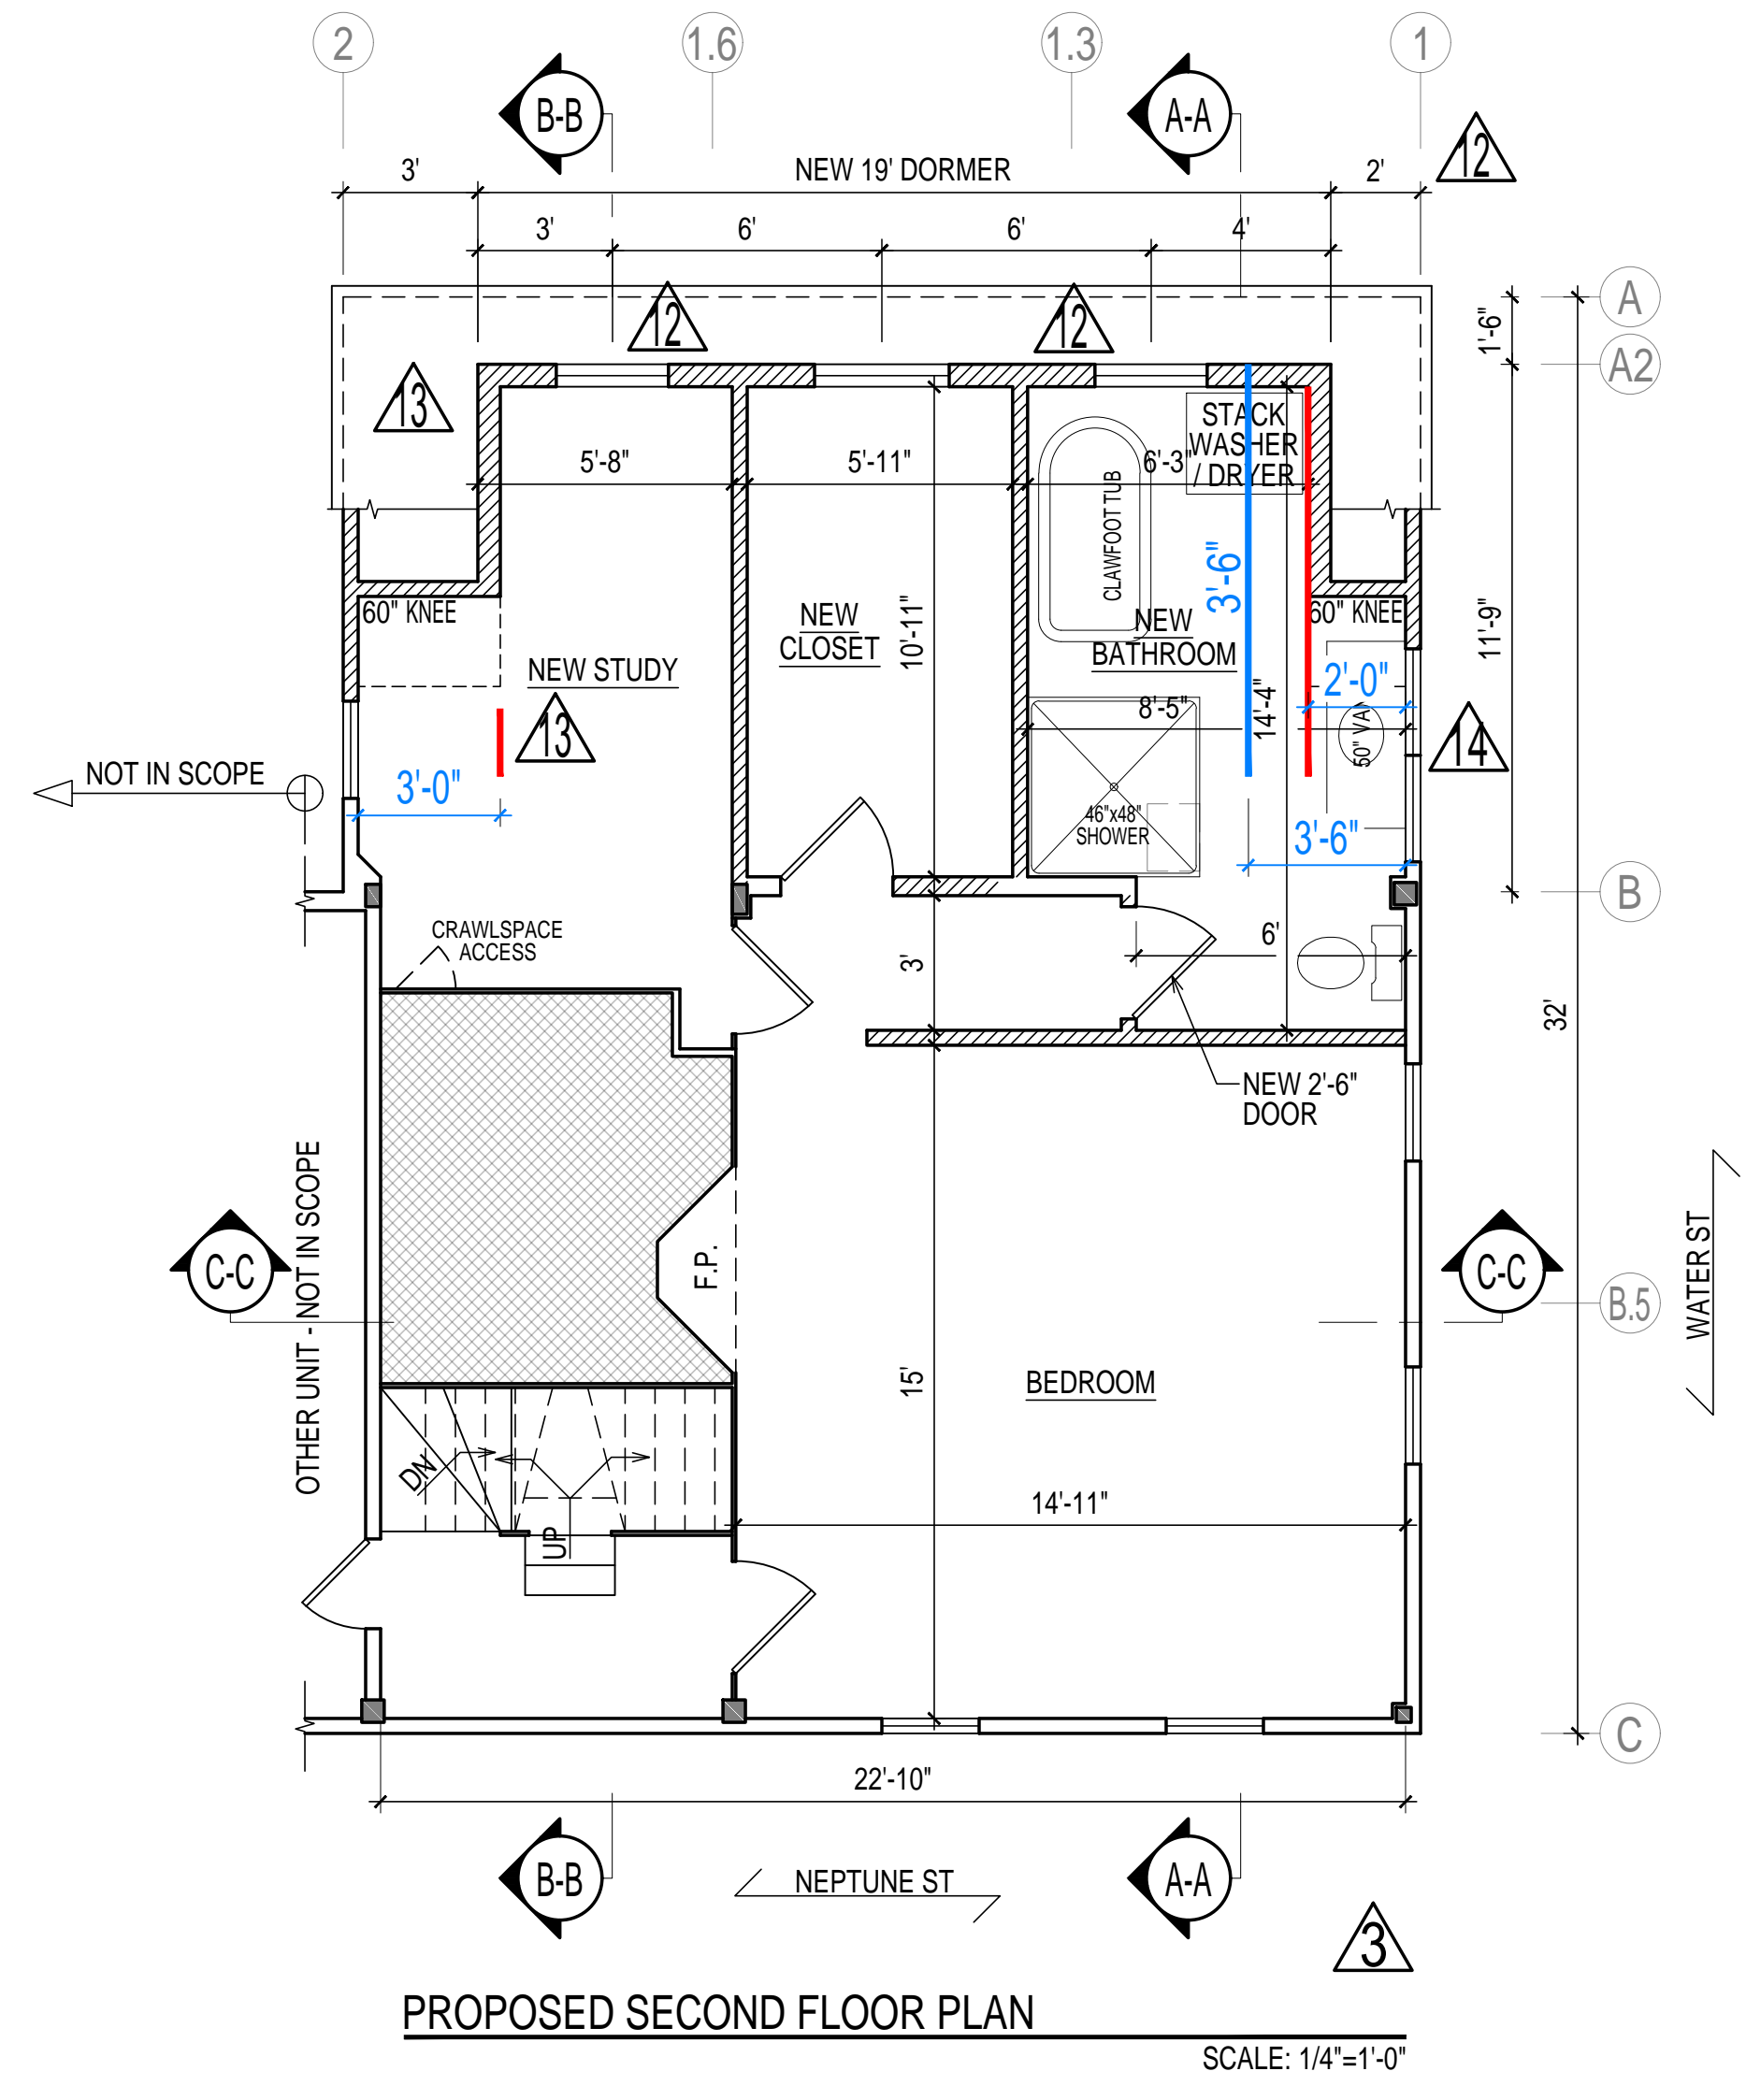 2
1.6
1.3
1
B-B
A-A
12
3'
NEW 19' DORMER
2'
3'
6'
6'
4'
A
1'-6"
A2
12
12
13
STACK
WASHER
/ DRYER
5'-8"
5'-11"
6'-3"
CLAWFOOT TUB
3'-6"
60" KNEE
NEW
CLOSET
10'-11"
NEW
BATHROOM
60" KNEE
11'-9"
NEW STUDY
2'-0"
14'-4"
8'-5"
13
14
NOT IN SCOPE
3'-0"
46"x48"
SHOWER
3'-6"
B
CRAWLSPACE
ACCESS
3'
6'
32'
NEW 2'-6"
DOOR
OTHER UNIT - NOT IN SCOPE
WATER ST
C-C
F.P.
C-C
B.5
15'
BEDROOM
DN
14'-11"
UP
C
22'-10"
B-B
NEPTUNE ST
A-A
3
PROPOSED SECOND FLOOR PLAN
SCALE: 1/4"=1'-0"